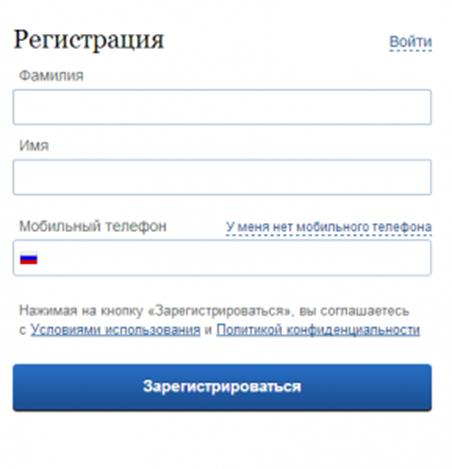 Регистрация
Войти
Фамилия
Имя
Мобильный телефон
У меня нет мобильного телефона
Нажимая на кнопку «Зарегистрироваться», вы соглашаетесь
с Условиями использования и Политикой конфиденциальности
Зарегистрироваться